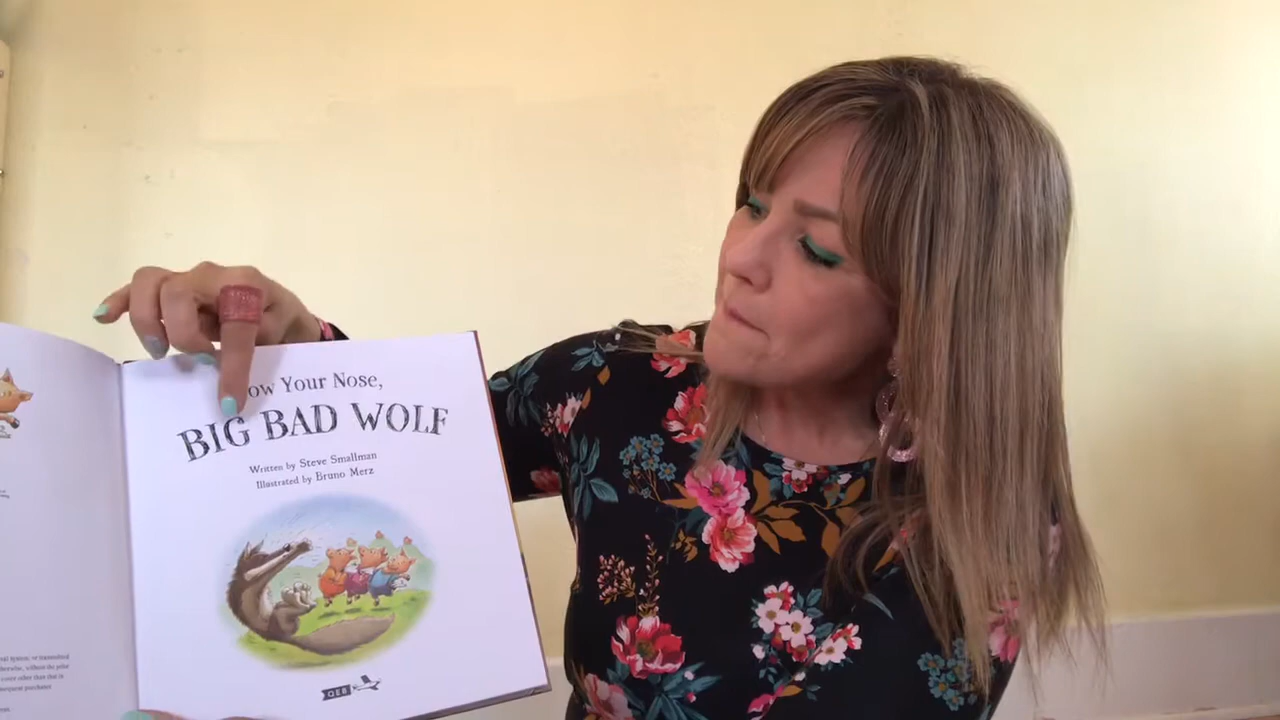 ow Your Nose,
BIG BAD WOLF
Written by Steve Smallman
Illustrated by Bruno Merz
QEB